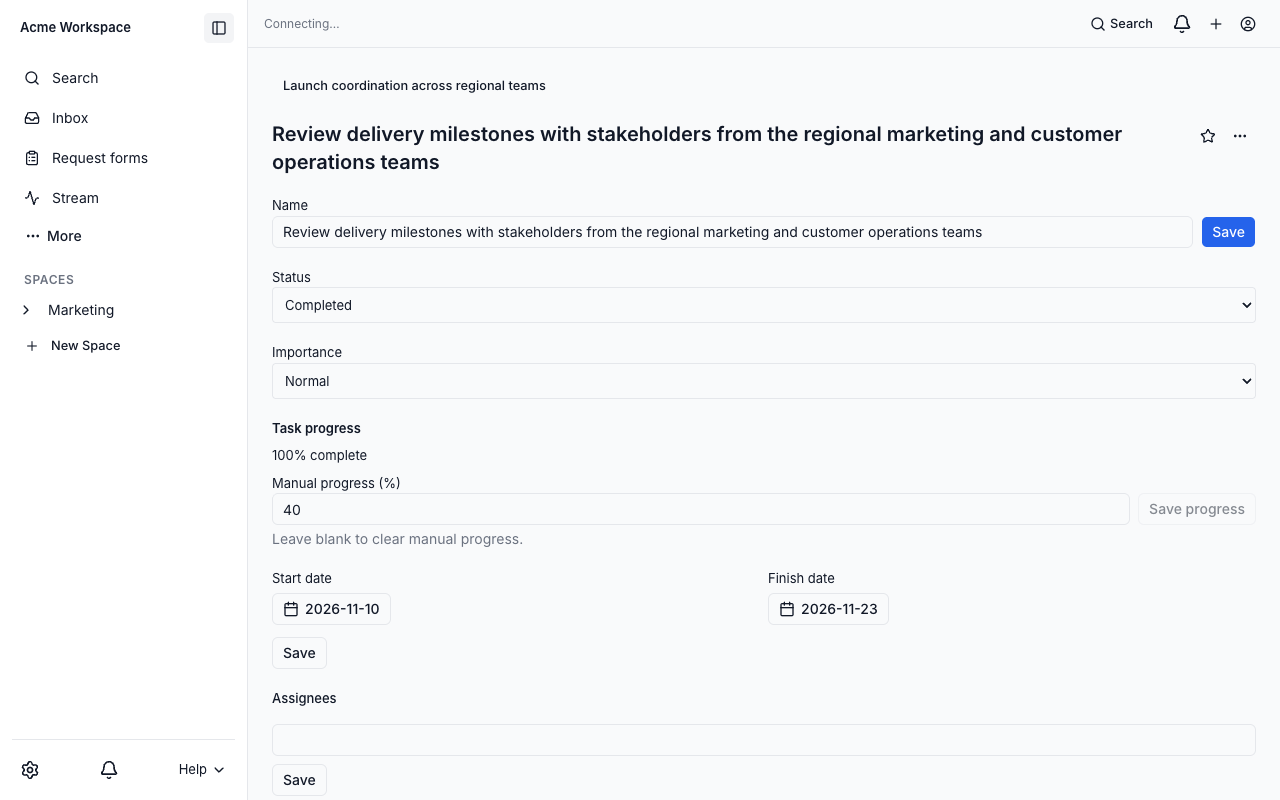 Acme Workspace
Search
Inbox
Request forms
Stream
More
SPACES
Marketing
New Space
Help
Connecting...
Search
Launch coordination across regional teams
Review delivery milestones with stakeholders from the regional marketing and customer
operations teams
Name
Review delivery milestones with stakeholders from the regional marketing and customer operations teams
Save
Status
Completed
Importance
Normal
Task progress
100% complete
Manual progress (%)
40
Save progress
Leave blank to clear manual progress.
Start date
Finish date
2026-11-10
2026-11-23
Save
Assignees
Save